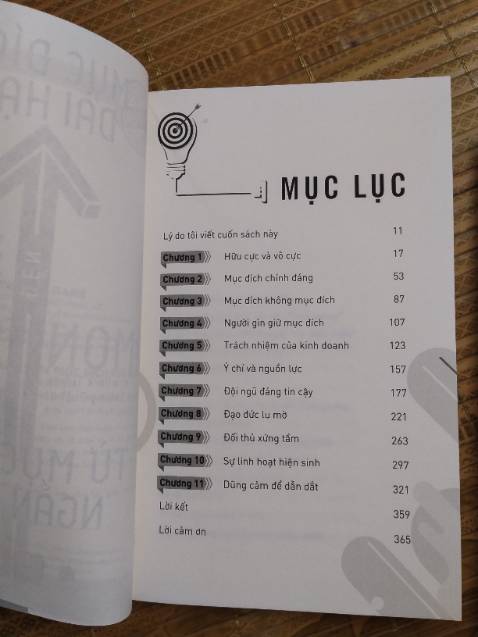 MỤC LỤC
Lý do tôi viết cuốn sách này 11
Chương 1 Hữu cực và vô cực 17
Chương 2 Mục đích chính đáng 53
Chương 3 Mục đích không mục đích 87
Chương 4 Người gìn giữ mục đích 107
Chương 5 Trách nhiệm của kinh doanh 123
Chương 6 Ý chí và nguồn lực 157
Chương 7 Đội ngũ đáng tin cậy 177
Chương 8 Đạo đức lu mờ 221
Chương 9 Đối thủ xứng tầm 263
Chương 10 Sự linh hoạt hiện sinh 297
Chương 11 Dũng cảm để dẫn dắt 321
Lời kết 359
Lời cảm ơn 365